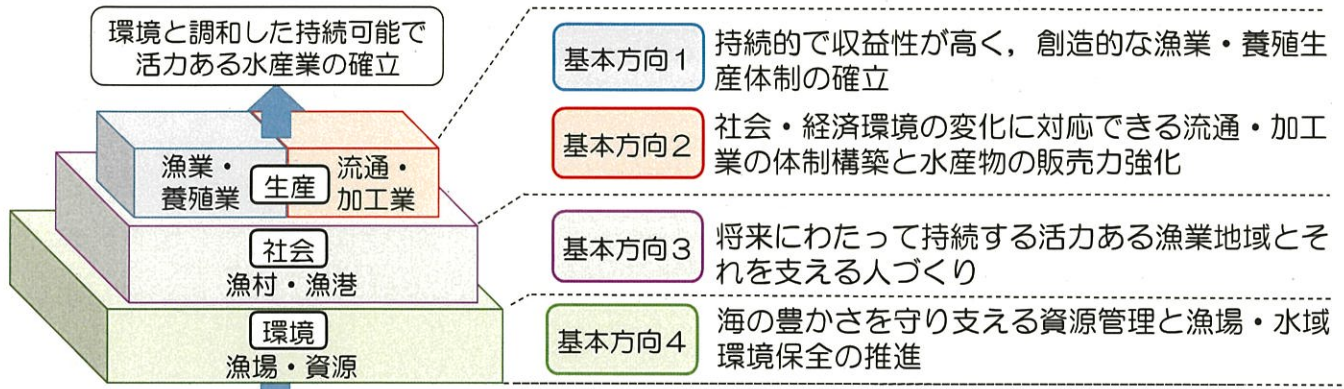 環境と調和した持続可能で
活力ある水産業の確立
漁業・
養殖業
生産
流通・
加工業
社会
漁村・漁港
環境
漁場・資源
基本方向1
持続的で収益性が高く，創造的な漁業・養殖生
産体制の確立
基本方向2
社会・経済環境の変化に対応できる流通・加工
業の体制構築と水産物の販売力強化
基本方向3
将来にわたって持続する活力ある漁業地域とそ
れを支える人づくり
基本方向4
海の豊かさを守り支える資源管理と漁場・水域
環境保全の推進